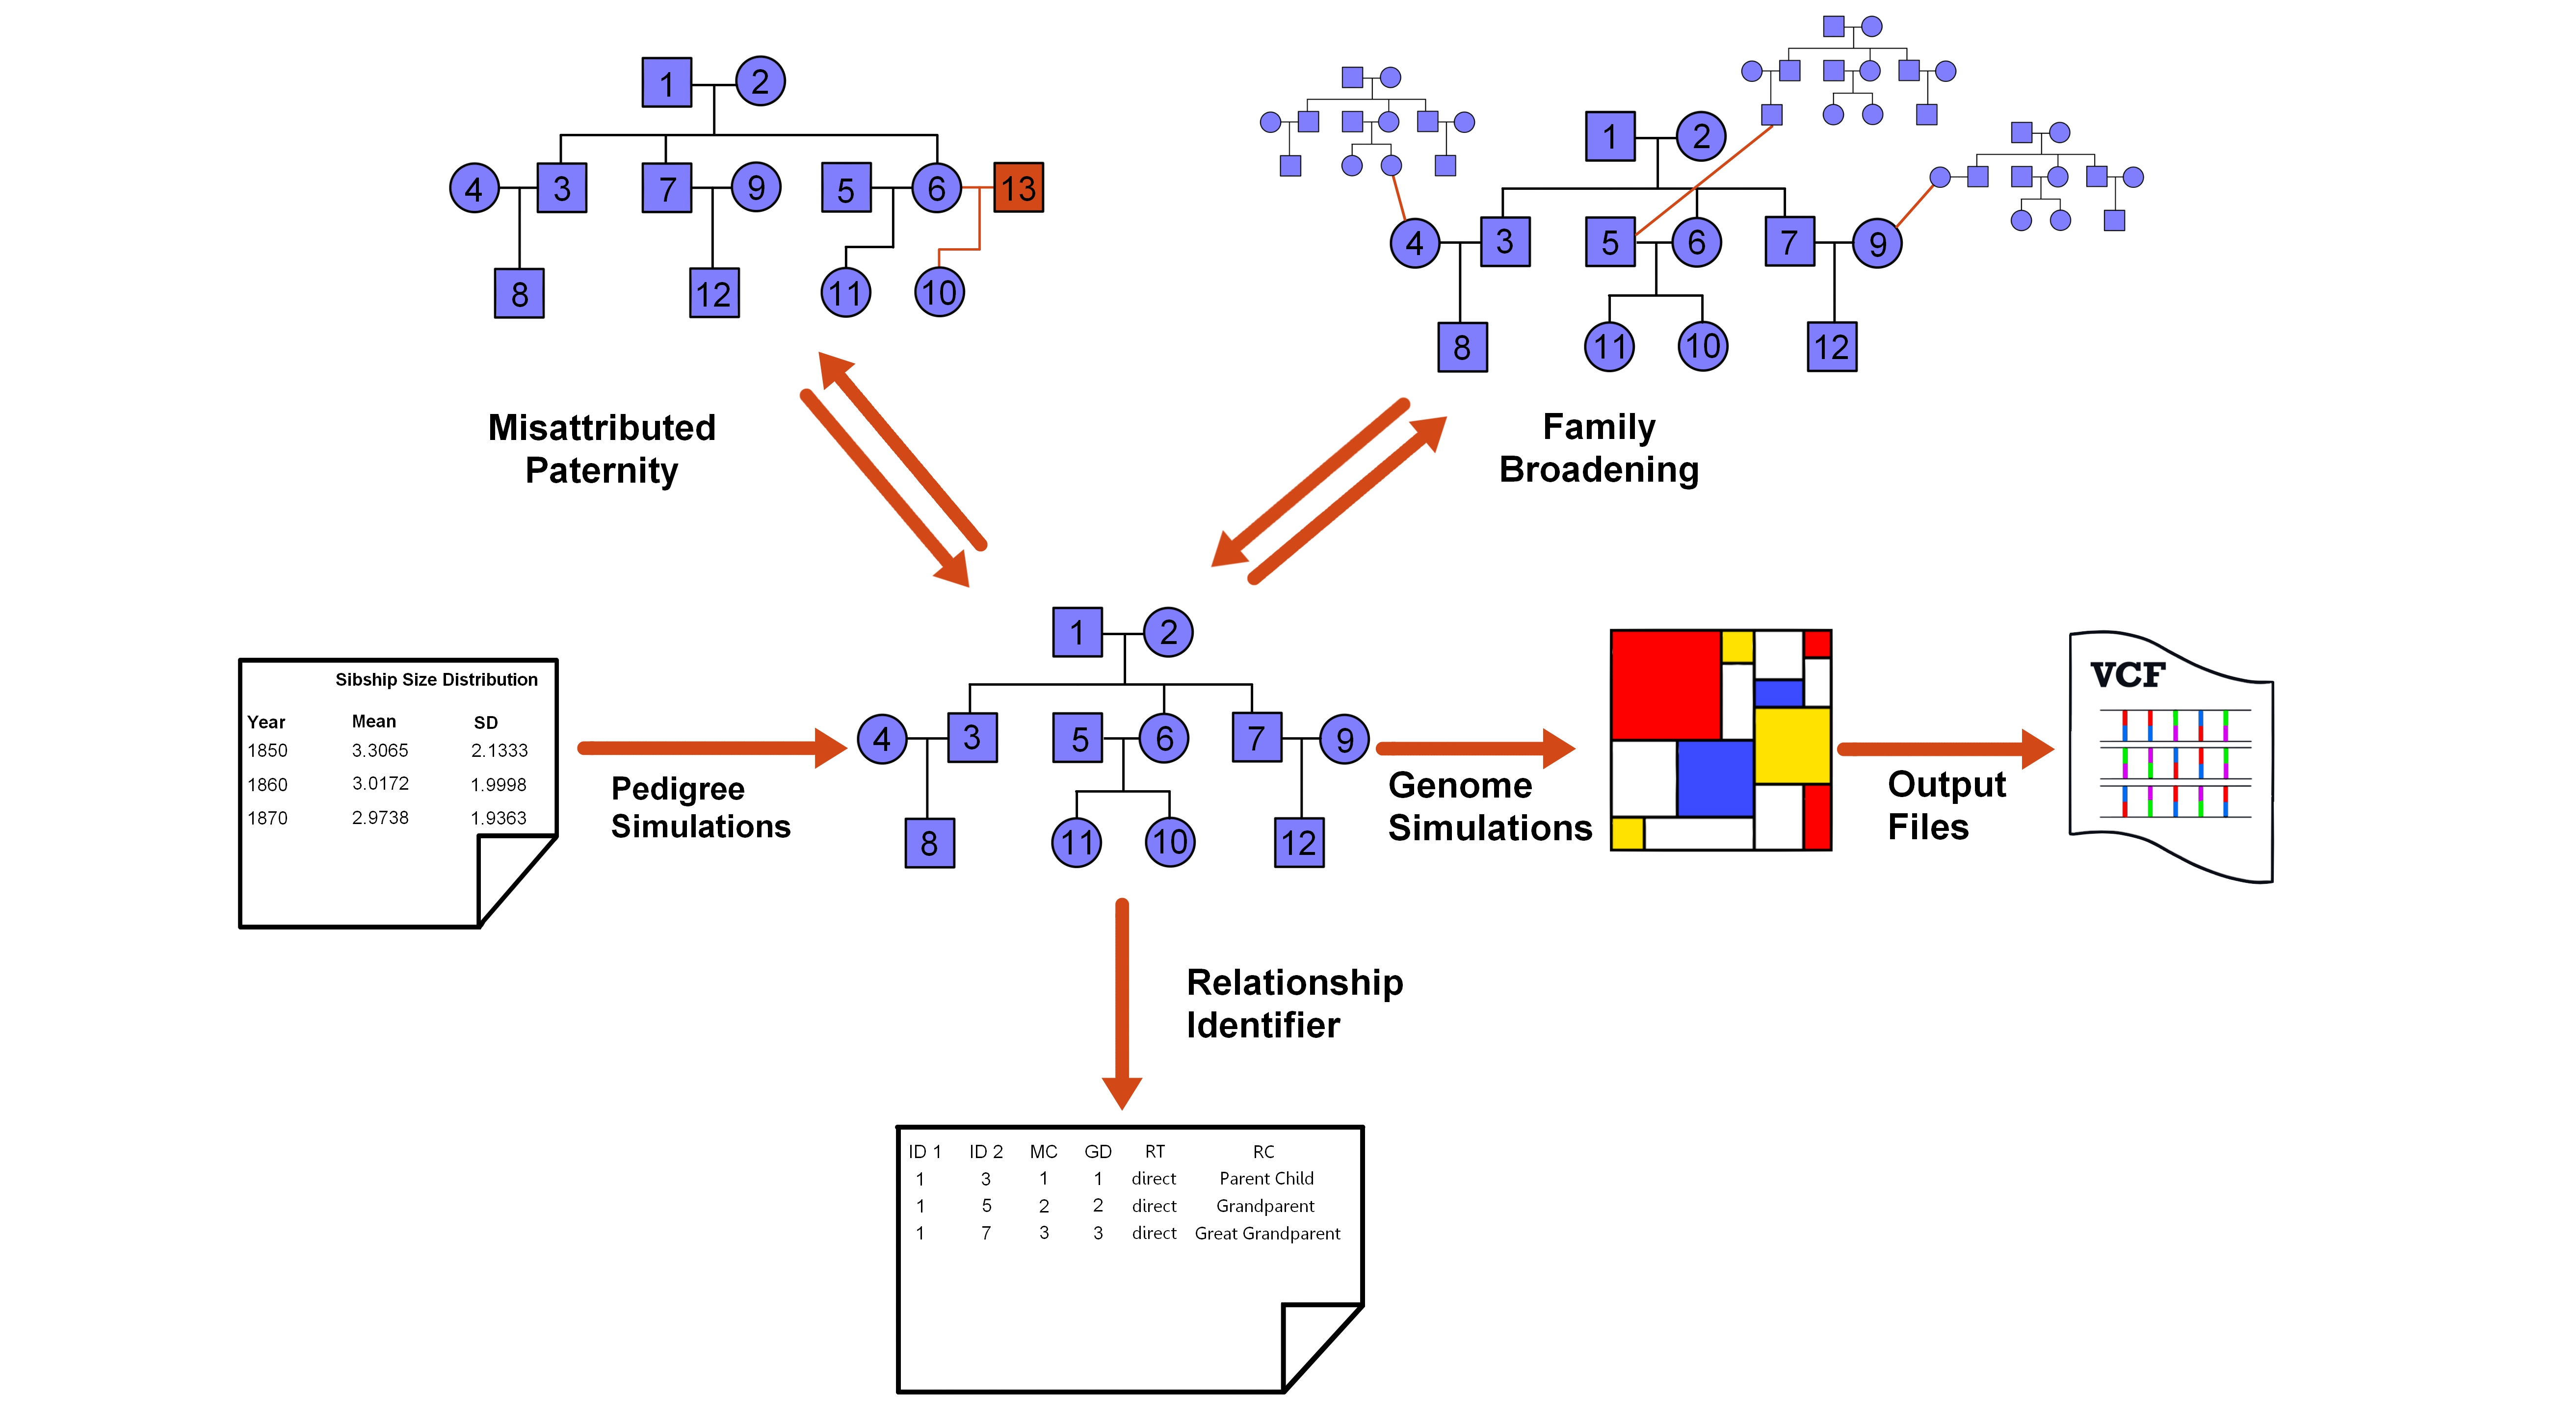 1 2
4 3 7 9 5 6 13
8 12 11 10
Misattributed
Paternity
1 2
4 3 5 6 7 9
8 11 10 12
Family
Broadening
Sibship Size Distribution
Year Mean SD
1850 3.3065 2.1333
1860 3.0172 1.9998
1870 2.9738 1.9363
Pedigree
Simulations
1 2
4 3 5 6 7 9
8 11 10 12
Genome
Simulations
Output
Files
VCF
Relationship
Identifier
ID 1 ID 2 MC GD RT RC
1 3 1 1 direct Parent Child
1 5 2 2 direct Grandparent
1 7 3 3 direct Great Grandparent